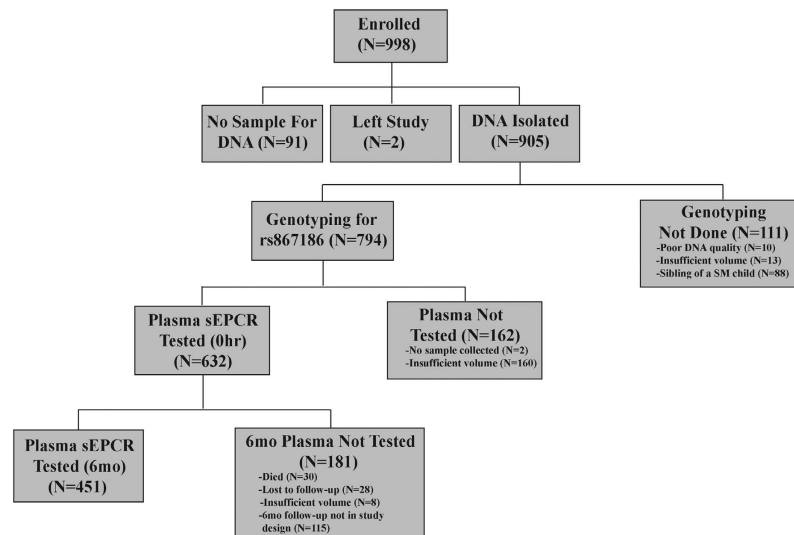 Enrolled
(N=998)
No Sample For
DNA (N=91)
Left Study
(N=2)
DNA Isolated
(N=905)
Genotyping for
rs867186 (N=794)
Genotyping
Not Done (N=111)
-Poor DNA quality (N=10)
-Insufficient volume (N=13)
-Sibling of a SM child (N=88)
Plasma sEPCR
Tested (0hr)
(N=632)
Plasma Not
Tested (N=162)
-No sample collected (N=2)
-Insufficient volume (N=160)
Plasma sEPCR
Tested (6mo)
(N=451)
6mo Plasma Not Tested
(N=181)
-Died (N=30)
-Lost to follow-up (N=28)
-Insufficient volume (N=8)
-6mo follow-up not in study
design (N=115)